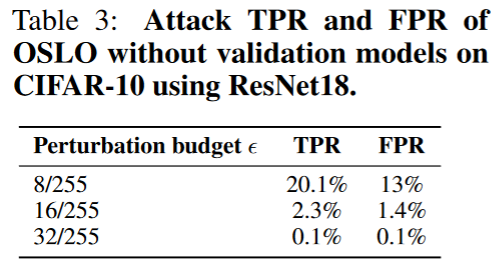 Table 3: Attack TPR and FPR of
OSLO without validation models on
CIFAR-10 using ResNet18.
Perturbation budget ϵ TPR FPR
8/255 20.1% 13%
16/255 2.3% 1.4%
32/255 0.1% 0.1%